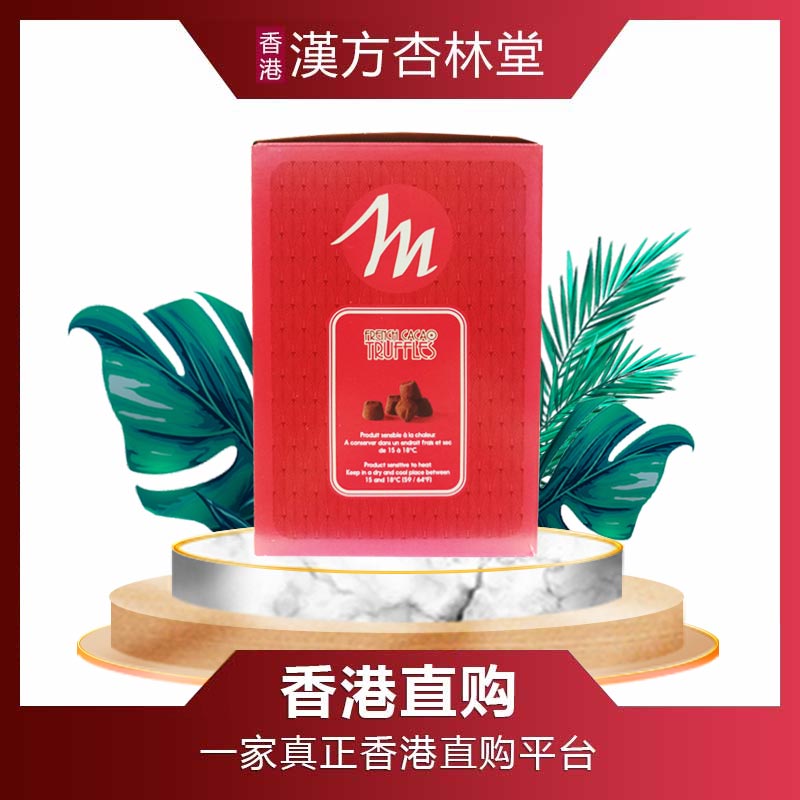 香港 漢方杏林堂
M
FRENCH CACAO
TRUFFLES
Produit sensible à la chaleur
A conserver dans un endroit frais et sec
de 15 à 18°C
Product sensitive to heat
Keep in a dry and cool place between
15 and 18°C (59 / 64°F)
香港直购
一家真正香港直购平台